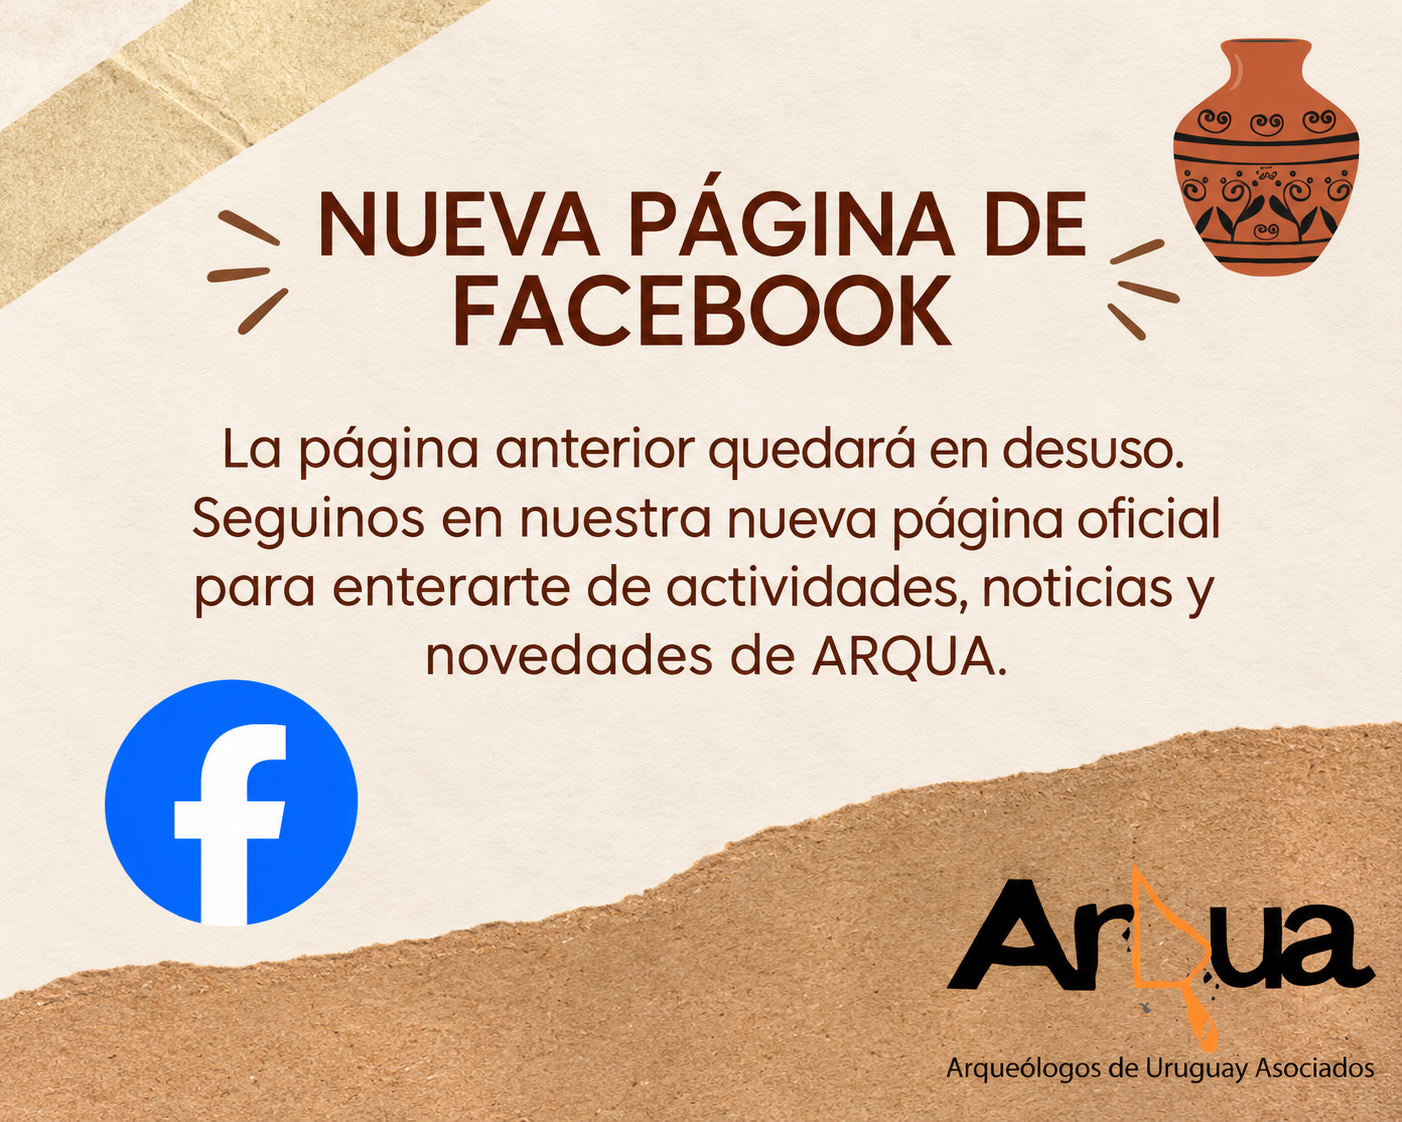 NUEVA PÁGINA DE
FACEBOOK
La página anterior quedará en desuso.
Seguinos en nuestra nueva página oficial
para enterarte de actividades, noticias y
novedades de ARQUA.
f
ArQua
Arqueólogos de Uruguay Asociados